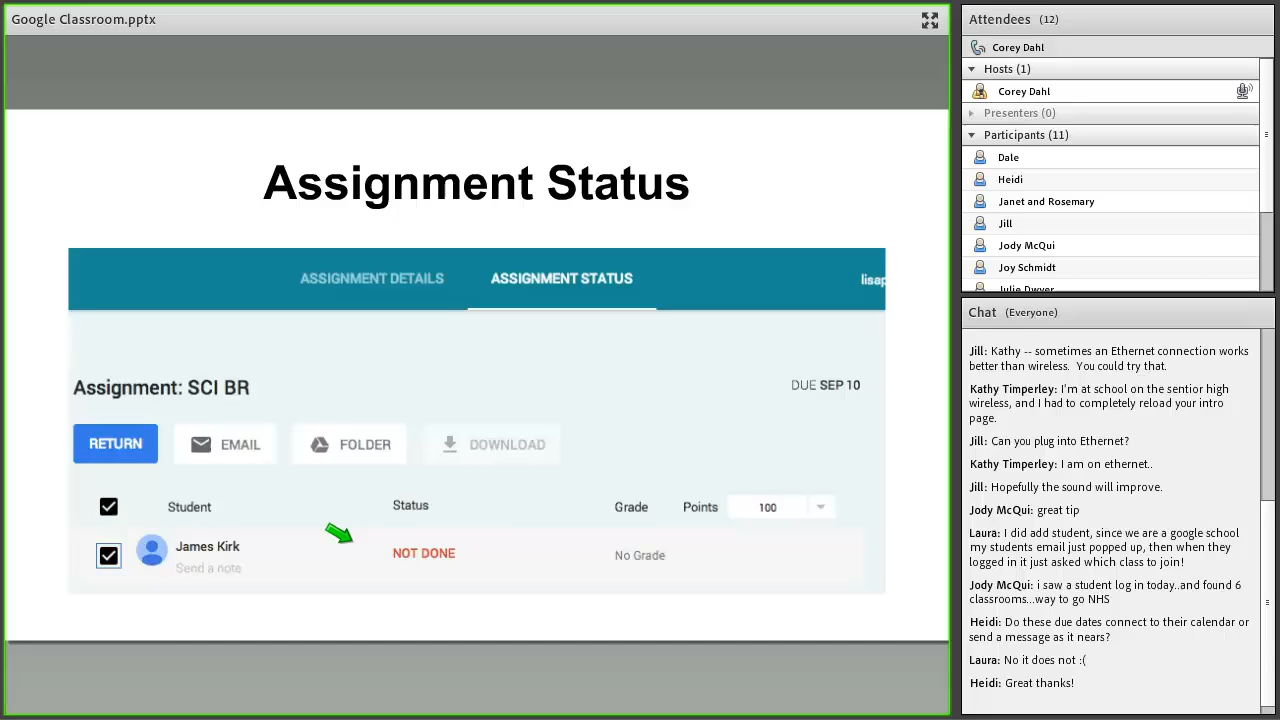 Google Classroom.pptx
Assignment Status
ASSIGNMENT DETAILS
ASSIGNMENT STATUS
lisap
Assignment: SCI BR
DUE SEP 10
RETURN
EMAIL
FOLDER
DOWNLOAD
Student
Status
Grade
Points
100
James Kirk
Send a note
NOT DONE
No Grade
Attendees (12)
Corey Dahl
Hosts (1)
Corey Dahl
Presenters (0)
Participants (11)
Dale
Heidi
Janet and Rosemary
Jill
Jody McQui
Joy Schmidt
Julie Dwyer
Chat (Everyone)
Jill: Kathy -- sometimes an Ethernet connection works
better than wireless. You could try that.
Kathy Timperley: I'm at school on the sentior high
wireless, and I had to completely reload your intro
page.
Jill: Can you plug into Ethernet?
Kathy Timperley: I am on ethernet..
Jill: Hopefully the sound will improve.
Jody McQui: great tip
Laura: I did add student, since we are a google school
my students email just popped up, then when they
logged in it just asked which class to join!
Jody McQui: i saw a student log in today..and found 6
classrooms...way to go NHS
Heidi: Do these due dates connect to their calendar or
send a message as it nears?
Laura: No it does not :(
Heidi: Great thanks!